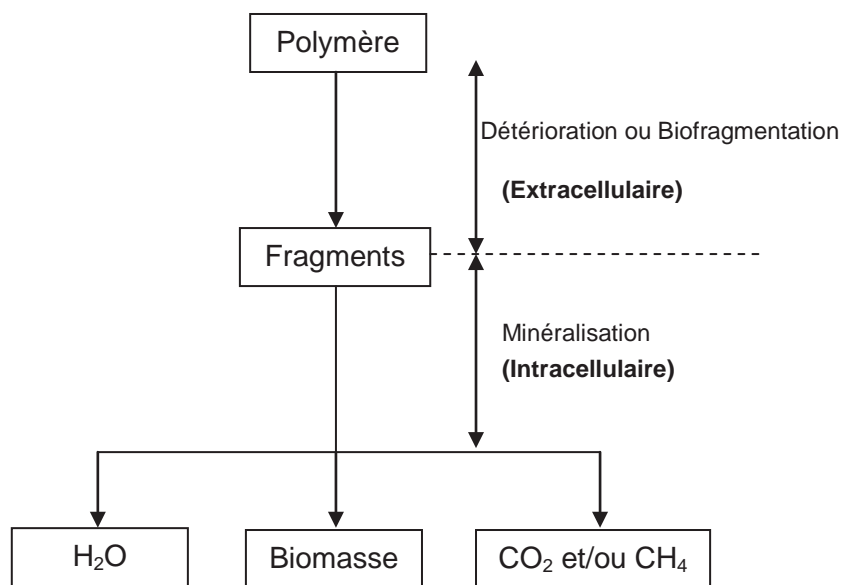 Polymère
Détérioration ou Biofragmentation
(Extracellulaire)
Fragments
Minéralisation
(Intracellulaire)
H₂O
Biomasse
CO₂ et/ou CH₄